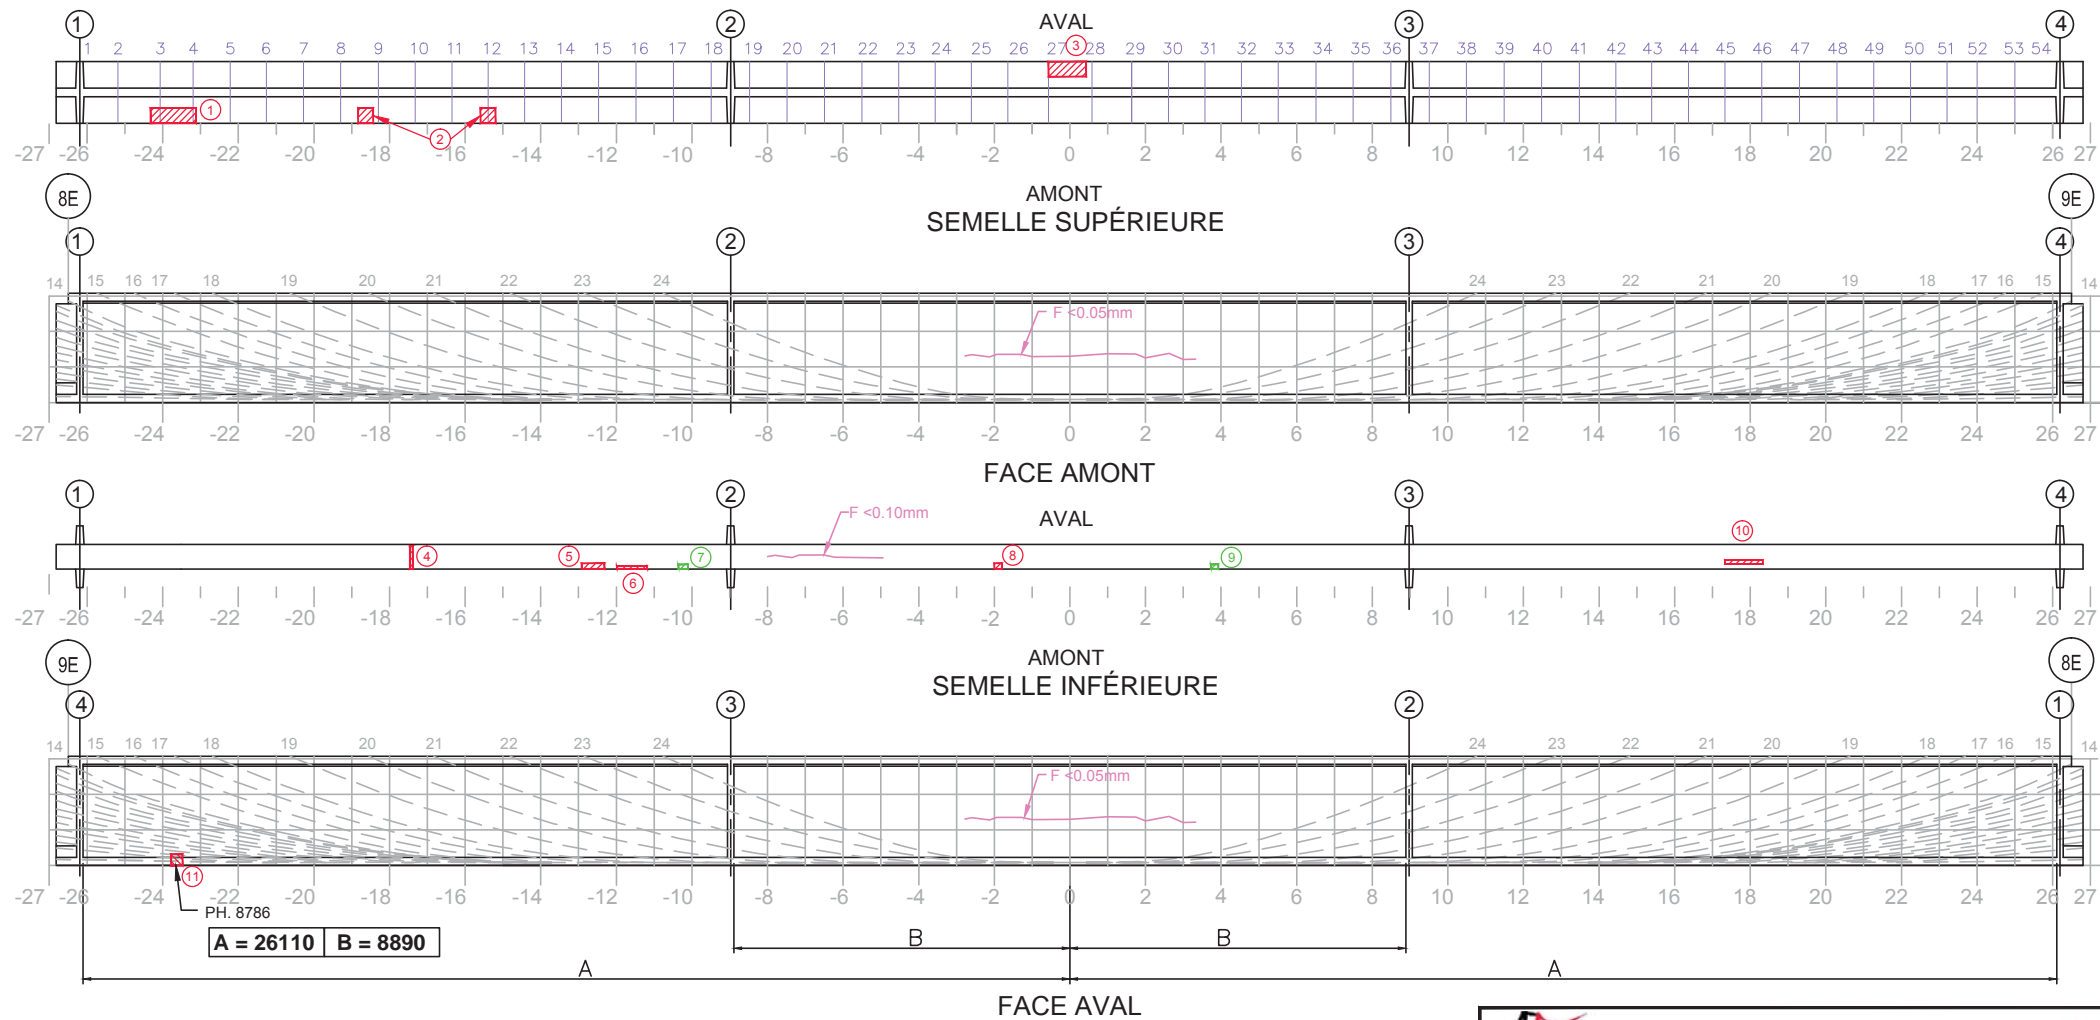 1 2 AVAL 3 4
1 2 3 4 5 6 7 8 9 10 11 12 13 14 15 16 17 18 19 20 21 22 23 24 25 26 27 3 28 29 30 31 32 33 34 35 36 37 38 39 40 41 42 43 44 45 46 47 48 49 50 51 52 53 54
1 2
-27 -26 -24 -22 -20 -18 -16 -14 -12 -10 -8 -6 -4 -2 0 2 4 6 8 10 12 14 16 18 20 22 24 26 27
8E AMONT 9E
SEMELLE SUPÉRIEURE
1 2 3 4
14 15 16 17 18 19 20 21 22 23 24 24 23 22 21 20 19 18 17 16 15 14
F <0.05mm
-27 -26 -24 -22 -20 -18 -16 -14 -12 -10 -8 -6 -4 -2 0 2 4 6 8 10 12 14 16 18 20 22 24 26 27
FACE AMONT
1 2 3 4
F <0.10mm AVAL
4 5 6 7 8 9 10
-27 -26 -24 -22 -20 -18 -16 -14 -12 -10 -8 -6 -4 -2 0 2 4 6 8 10 12 14 16 18 20 22 24 26 27
9E AMONT 8E
SEMELLE INFÉRIEURE
4 3 2 1
14 15 16 17 18 19 20 21 22 23 24 24 23 22 21 20 19 18 17 16 15 14
F <0.05mm
11
-27 -26 -24 -22 -20 -18 -16 -14 -12 -10 -8 -6 -4 -2 0 2 4 6 8 10 12 14 16 18 20 22 24 26 27
PH. 8786
A = 26110 B = 8890
B B
A A
FACE AVAL